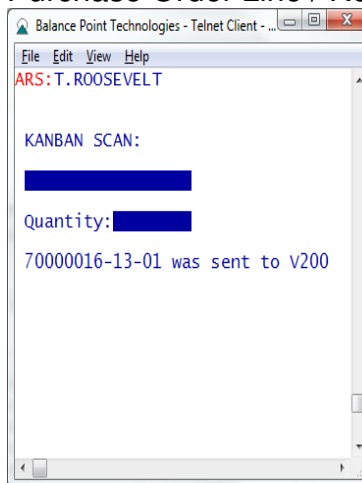 Purchase Order Line /
Balance Point Technologies - Telnet Client - ...
File Edit View Help
ARS:T.ROOSEVELT
KANBAN SCAN:
Quantity:
70000016-13-01 was sent to V200